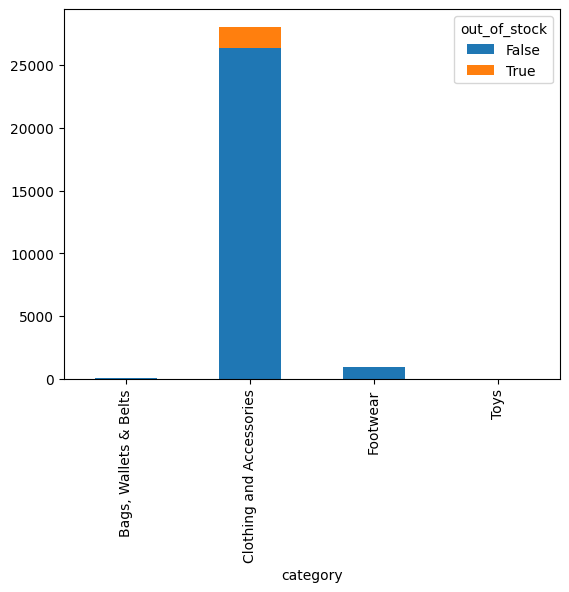 out_of_stock
False
True
25000
20000
15000
10000
5000
0
Bags, Wallets & Belts
Clothing and Accessories
Footwear
Toys
category